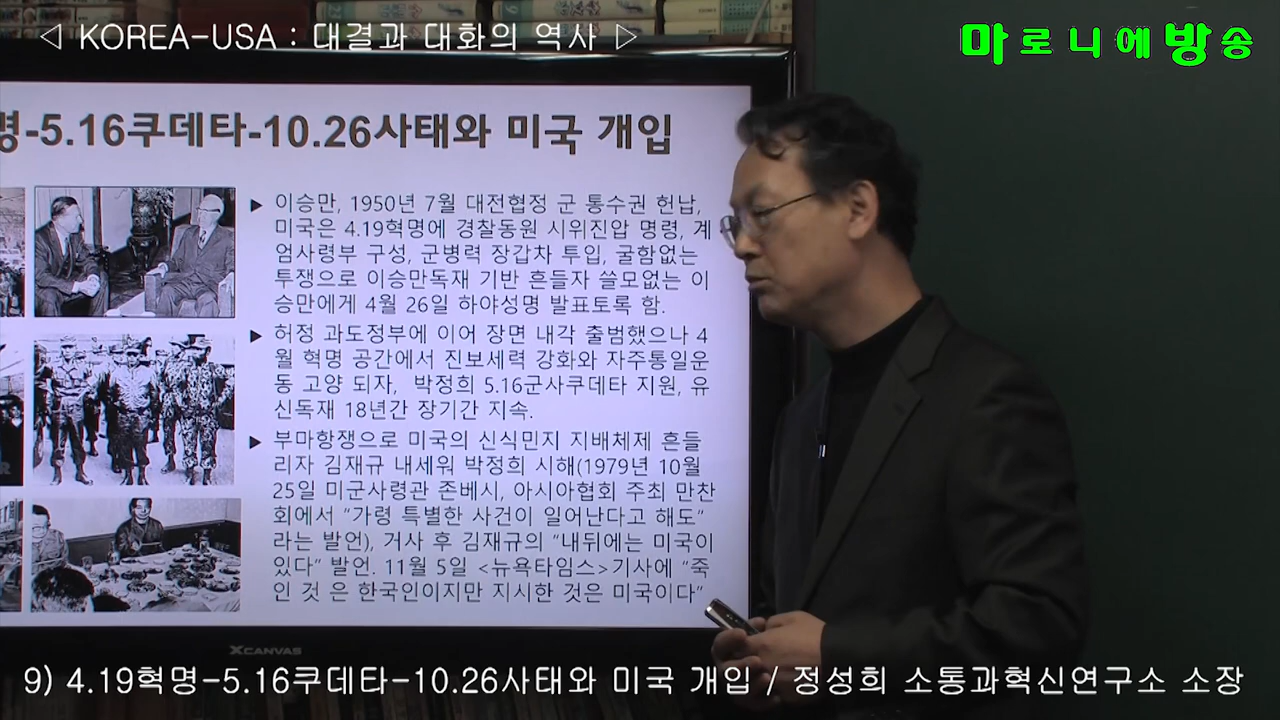 ◁ KOREA-USA : 대결과 대화의 역사 ▷
마로니에방송
명-5.16쿠데타-10.26사태와 미국 개입
▸ 이승만, 1950년 7월 대전협정 군 통수권 헌납,
미국은 4.19혁명에 경찰동원 시위진압 명령, 계
엄사령부 구성, 군병력 장갑차 투입, 굴함없는
투쟁으로 이승만독재 기반 흔들자 쓸모없는 이
승만에게 4월 26일 하야성명 발표토록 함.
▸ 허정 과도정부에 이어 장면 내각 출범했으나 4
월 혁명 공간에서 진보세력 강화와 자주통일운
동 고양 되자, 박정희 5.16군사쿠데타 지원, 유
신독재 18년간 장기간 지속.
▸ 부마항쟁으로 미국의 신식민지 지배체제 흔들
리자 김재규 내세워 박정희 시해(1979년 10월
25일 미군사령관 존베시, 아시아협회 주최 만찬
회에서 “가령 특별한 사건이 일어난다고 해도”
라는 발언), 거사 후 김재규의 “내뒤에는 미국이
있다” 발언. 11월 5일 <뉴욕타임스>기사에 “죽
인 것 은 한국인이지만 지시한 것은 미국이다”
XCANVAS
9) 4.19혁명-5.16쿠데타-10.26사태와 미국 개입 / 정성희 소통과혁신연구소 소장